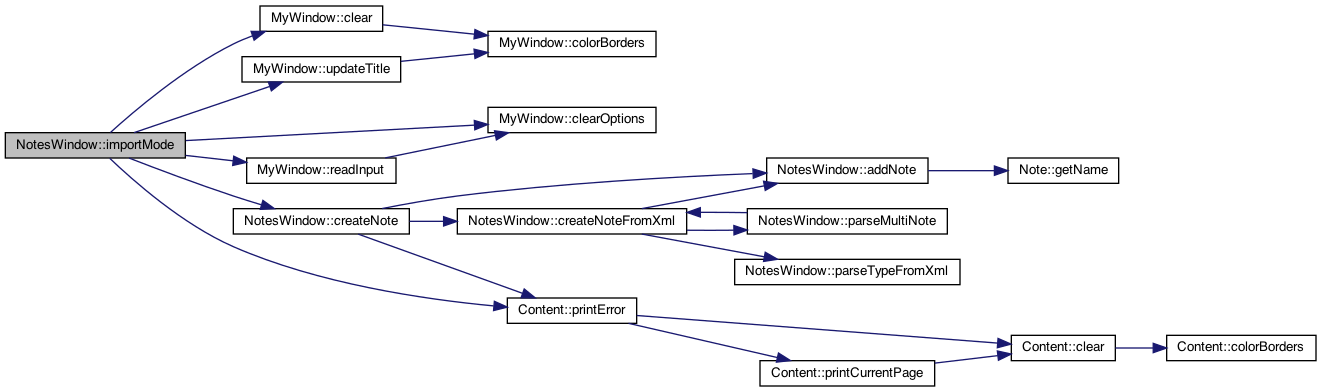 MyWindow::clear
MyWindow::colorBorders
MyWindow::updateTitle
MyWindow::clearOptions
NotesWindow::importMode
MyWindow::readInput
NotesWindow::addNote
Note::getName
NotesWindow::createNote
NotesWindow::createNoteFromXml
NotesWindow::parseMultiNote
NotesWindow::parseTypeFromXml
Content::printError
Content::clear
Content::colorBorders
Content::printCurrentPage